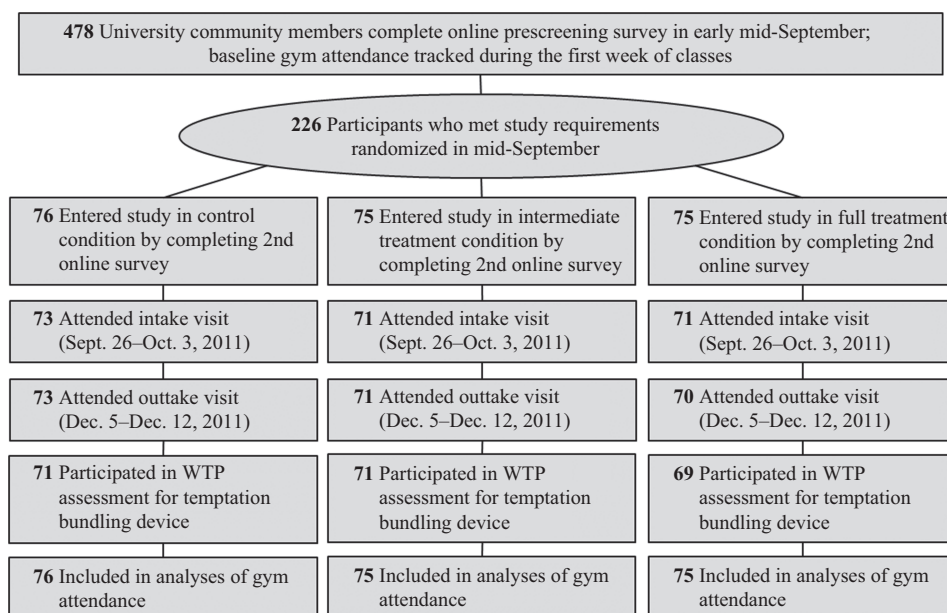 478 University community members complete online prescreening survey in early mid-September;
baseline gym attendance tracked during the first week of classes
226 Participants who met study requirements
randomized in mid-September
76 Entered study in control
condition by completing 2nd
online survey
75 Entered study in intermediate
treatment condition by
completing 2nd online survey
75 Entered study in full treatment
condition by completing 2nd
online survey
73 Attended intake visit
(Sept. 26–Oct. 3, 2011)
71 Attended intake visit
(Sept. 26–Oct. 3, 2011)
71 Attended intake visit
(Sept. 26–Oct. 3, 2011)
73 Attended outtake visit
(Dec. 5–Dec. 12, 2011)
71 Attended outtake visit
(Dec. 5–Dec. 12, 2011)
70 Attended outtake visit
(Dec. 5–Dec. 12, 2011)
71 Participated in WTP
assessment for temptation
bundling device
71 Participated in WTP
assessment for temptation
bundling device
69 Participated in WTP
assessment for temptation
bundling device
76 Included in analyses of gym
attendance
75 Included in analyses of gym
attendance
75 Included in analyses of gym
attendance